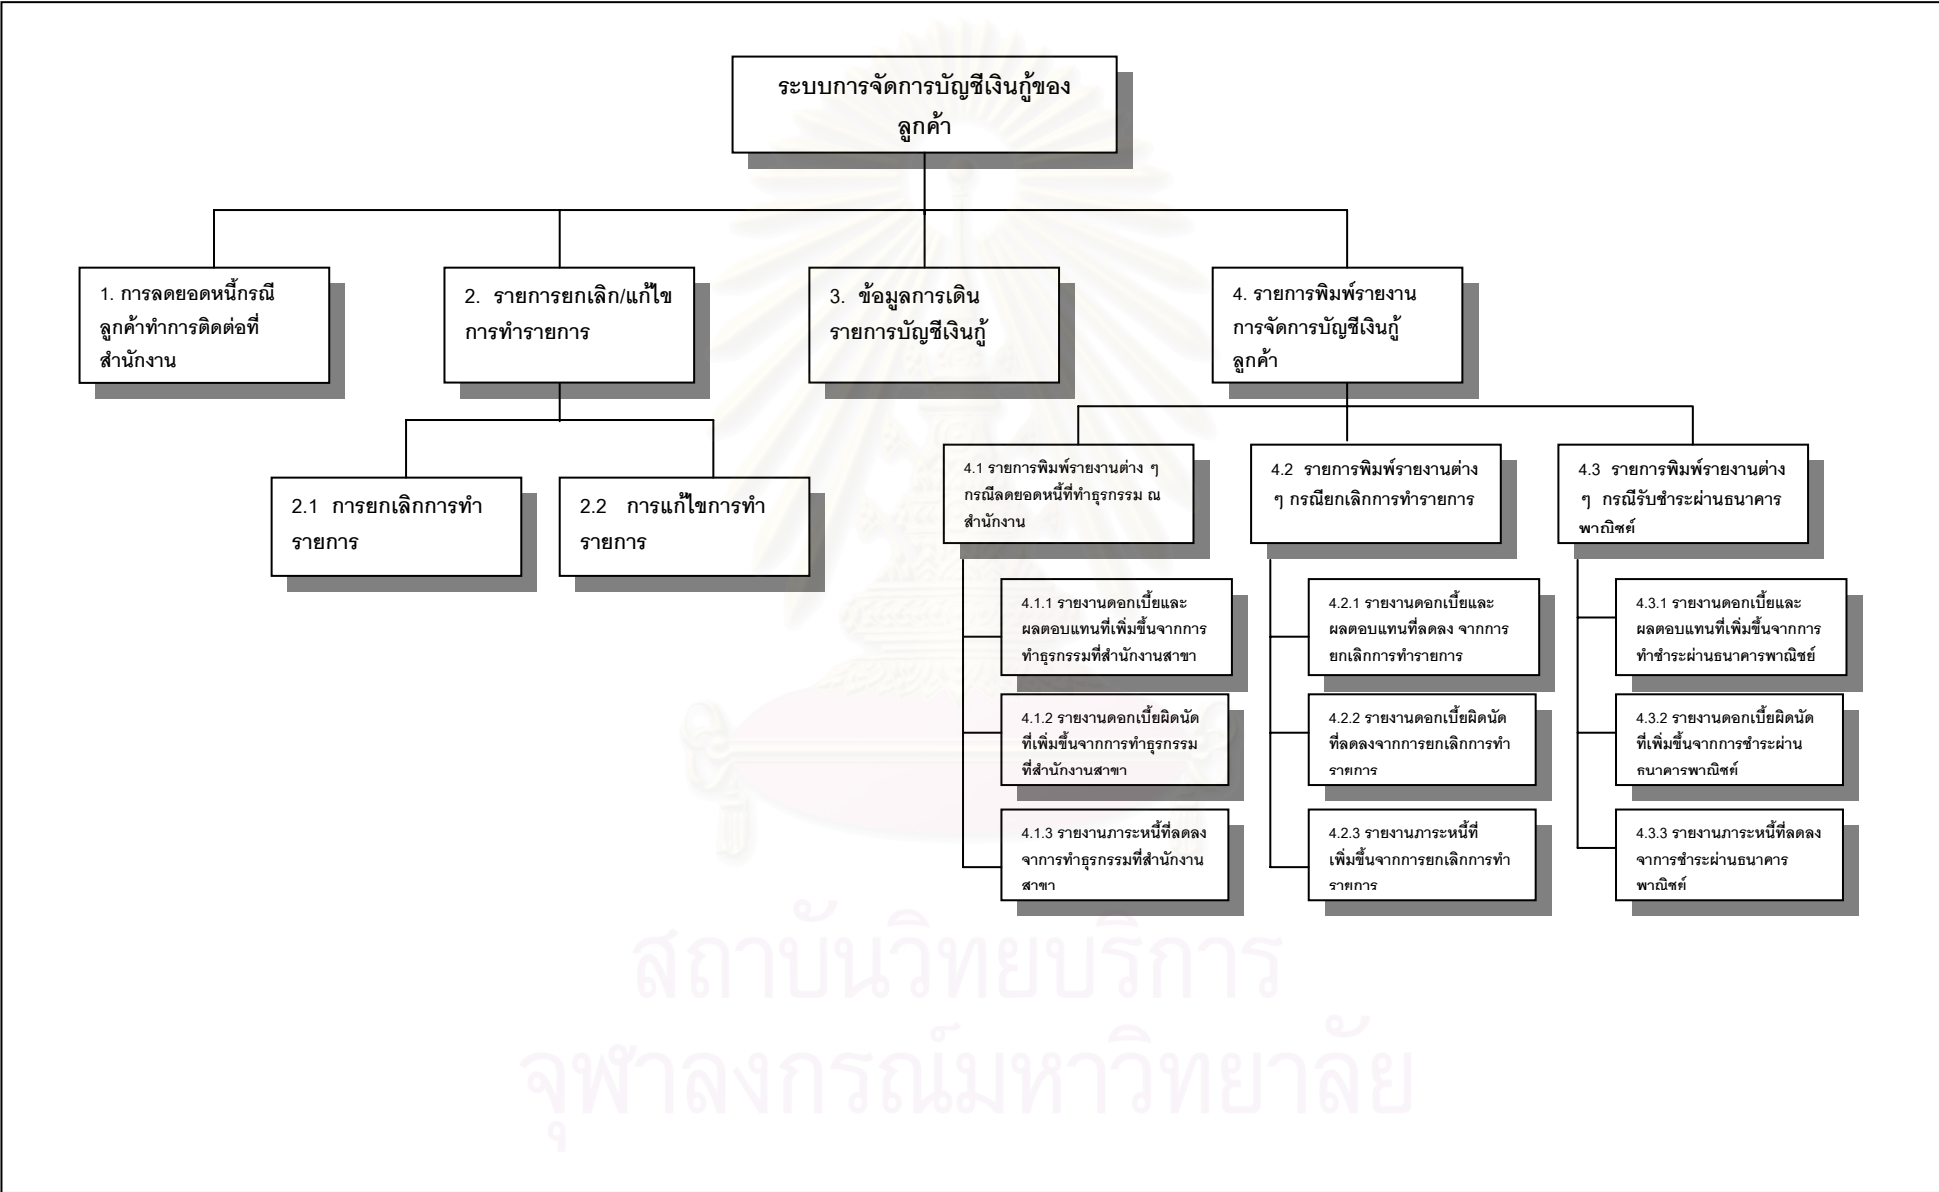 ระบบการจัดการบัญชีเงินกู้ของ
ลูกค้า
1. การลดยอดหนี้กรณี
ลูกค้าทำการติดต่อที่
สำนักงาน
2. รายการยกเลิก/แก้ไข
การทำรายการ
3. ข้อมูลการเดิน
รายการบัญชีเงินกู้
4. รายการพิมพ์รายงาน
การจัดการบัญชีเงินกู้
ลูกค้า
2.1 การยกเลิกการทำ
รายการ
2.2 การแก้ไขการทำ
รายการ
4.1 รายการพิมพ์รายงานต่าง ๆ
กรณีลดยอดหนี้ที่ทำธุรกรรม ณ
สำนักงาน
4.2 รายการพิมพ์รายงานต่าง
ๆ กรณียกเลิกการทำรายการ
4.3 รายการพิมพ์รายงานต่าง
ๆ กรณีรับชำระผ่านธนาคาร
พาณิชย์
4.1.1 รายงานดอกเบี้ยและ
ผลตอบแทนที่เพิ่มขึ้นจากการ
ทำธุรกรรมที่สำนักงานสาขา
4.1.2 รายงานดอกเบี้ยผิดนัด
ที่เพิ่มขึ้นจากการทำธุรกรรม
ที่สำนักงานสาขา
4.1.3 รายงานภาระหนี้ที่ลดลง
จาการทำธุรกรรมที่สำนักงาน
สาขา
4.2.1 รายงานดอกเบี้ยและ
ผลตอบแทนที่ลดลง จากการ
ยกเลิกการทำรายการ
4.2.2 รายงานดอกเบี้ยผิดนัด
ที่ลดลงจากการยกเลิกการทำ
รายการ
4.2.3 รายงานภาระหนี้ที่
เพิ่มขึ้นจากการยกเลิกการทำ
รายการ
4.3.1 รายงานดอกเบี้ยและ
ผลตอบแทนที่เพิ่มขึ้นจากการ
ทำชำระผ่านธนาคารพาณิชย์
4.3.2 รายงานดอกเบี้ยผิดนัด
ที่เพิ่มขึ้นจากการชำระผ่าน
ธนาคารพาณิชย์
4.3.3 รายงานภาระหนี้ที่ลดลง
จาการชำระผ่านธนาคาร
พาณิชย์
สถาบันวิทยบริการ
จุฬาลงกรณ์มหาวิทยาลัย